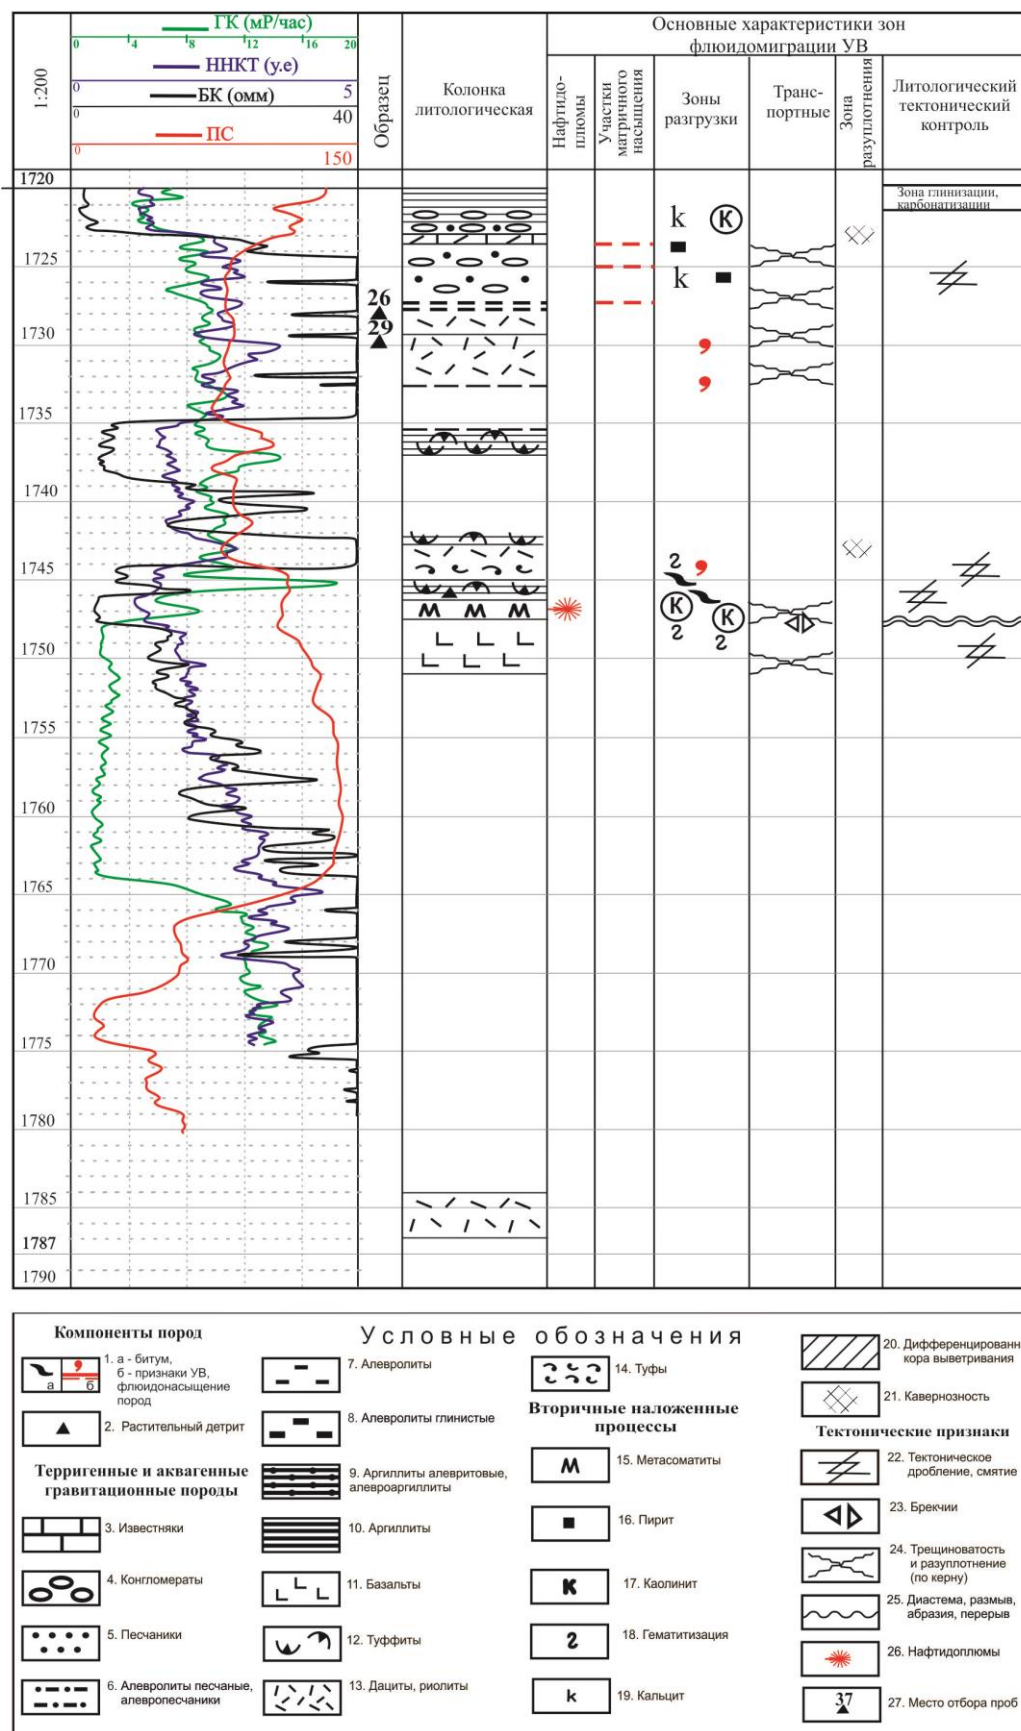 1:200
ГК (мР/час)
0 4 8 12 16 20
ННКТ (у.е)
0 5
БК (омм)
0 40
ПС
0 150
Образец
Колонка
литологическая
Основные характеристики зон
флюидомиграции УВ
Нафтидо-
плюмы
Участки
матричного
насыщения
Зоны
разгрузки
Транс-
портные
Зона
разуплотнения
Литологический
тектонический
контроль
1720
Зона глинизации,
карбонатизации
k K
1725
k
26
1730
29
1735
1740
1745
K
K
1750
1755
1760
1765
1770
1775
1780
1785
1787
1790
Условные обозначения
Компоненты пород
а б
1. а - битум,
б - признаки УВ,
флюидонасыщение
пород
2. Растительный детрит
Терригенные и аквагенные
гравитационные породы
3. Известняки
4. Конгломераты
5. Песчаники
6. Алевролиты песчаные,
алевропесчаники
7. Алевролиты
8. Алевролиты глинистые
9. Аргиллиты алевритовые,
алевроаргиллиты
10. Аргиллиты
11. Базальты
12. Туффиты
13. Дациты, риолиты
14. Туфы
Вторичные наложенные
процессы
М
15. Метасоматиты
16. Пирит
К
17. Каолинит
18. Гематитизация
k
19. Кальцит
20. Дифференцированн
кора выветривания
21. Кавернозность
Тектонические признаки
22. Тектоническое
дробление, смятие
23. Брекчии
24. Трещиноватость
и разуплотнение
(по керну)
25. Диастема, размыв,
абразия, перерыв
26. Нафтидоплюмы
37
27. Место отбора проб